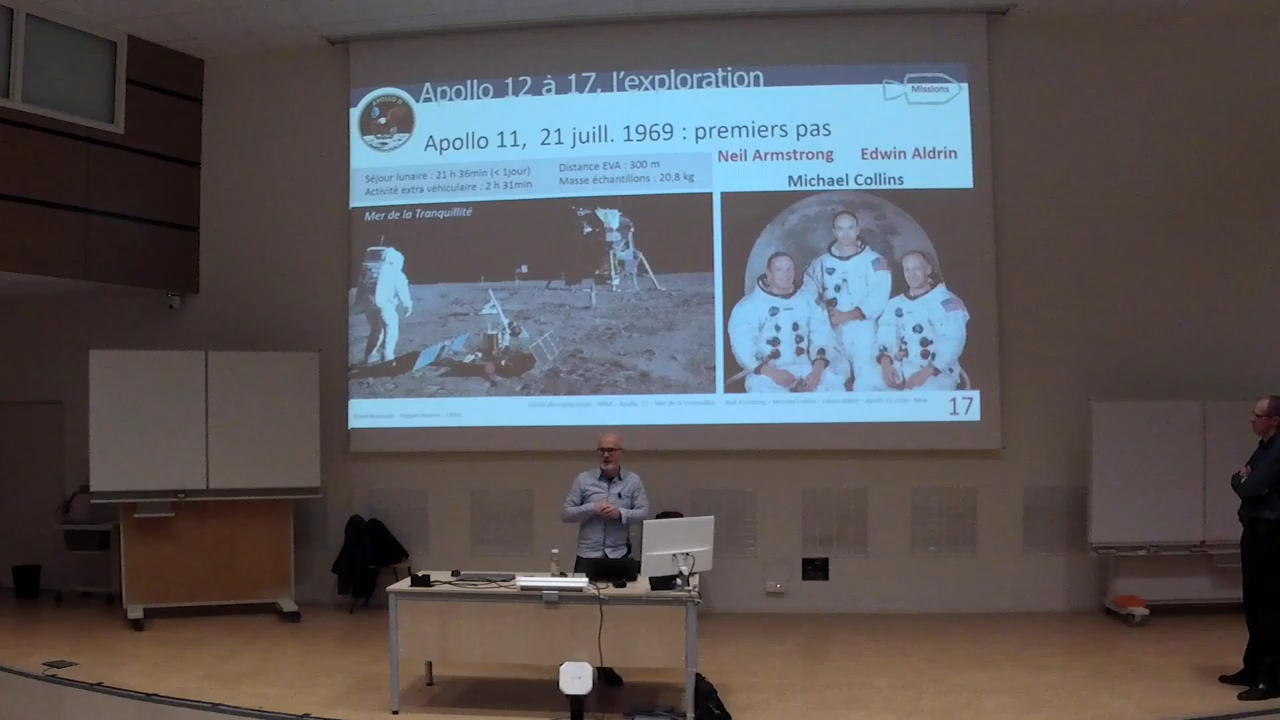 Apollo 12 à 17, l'exploration
Missions
APOLLO 11
Apollo 11, 21 juill. 1969 : premiers pas
Neil Armstrong Edwin Aldrin
Michael Collins
Séjour lunaire : 21 h 36min (< 1jour)
Activité extra véhiculaire : 2 h 31min
Distance EVA : 300 m
Masse échantillons : 20,8 kg
Mer de la Tranquillité
17